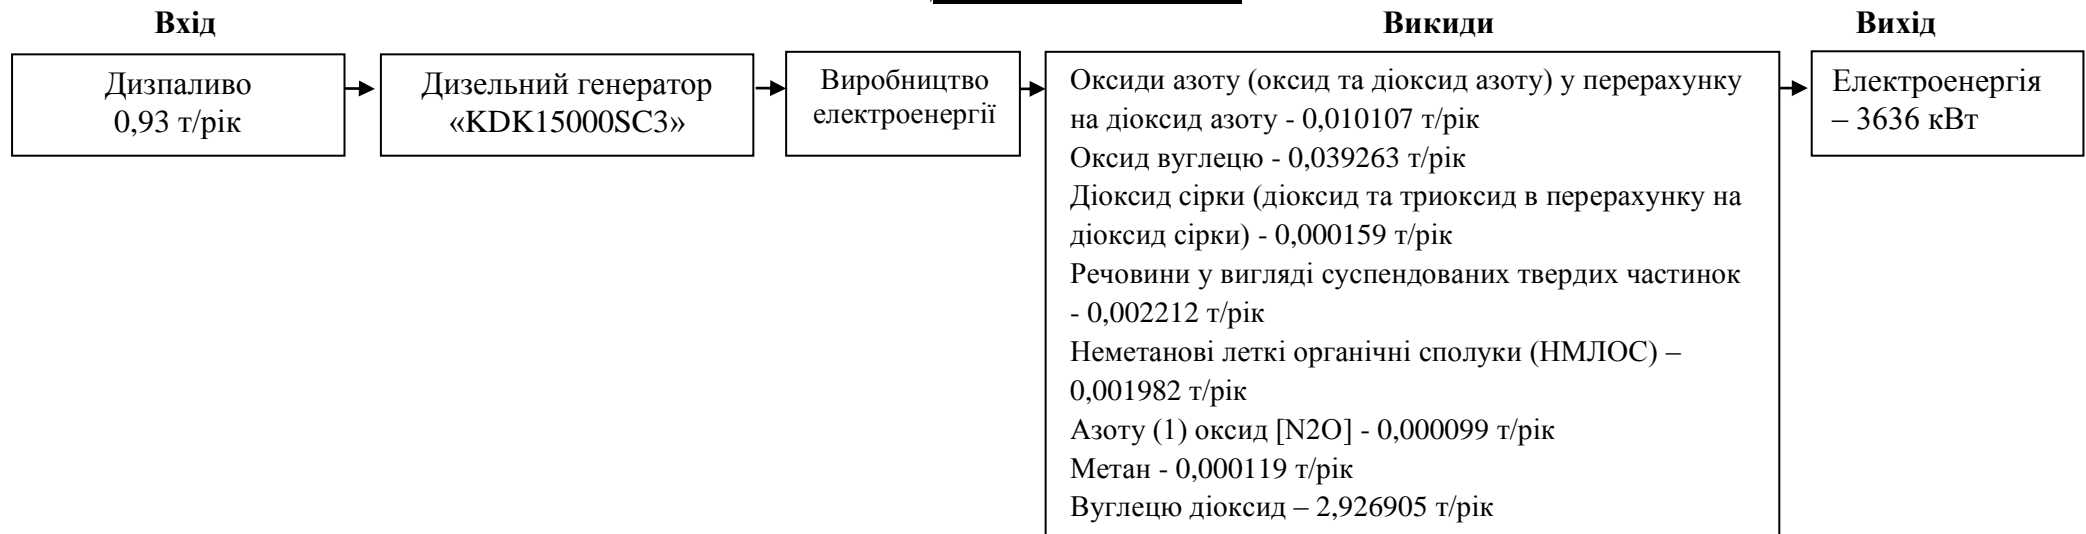 Вхід
Викиди
Вихід
Дизпаливо
0,93 т/рік
Дизельний генератор
«KDK15000SC3»
Виробництво
електроенергії
Оксиди азоту (оксид та діоксид азоту) у перерахунку
на діоксид азоту - 0,010107 т/рік
Оксид вуглецю - 0,039263 т/рік
Діоксид сірки (діоксид та триоксид в перерахунку на
діоксид сірки) - 0,000159 т/рік
Речовини у вигляді суспендованих твердих частинок
- 0,002212 т/рік
Неметанові леткі органічні сполуки (НМЛОС) –
0,001982 т/рік
Азоту (1) оксид [N2O] - 0,000099 т/рік
Метан - 0,000119 т/рік
Вуглецю діоксид – 2,926905 т/рік
Електроенергія
– 3636 кВт